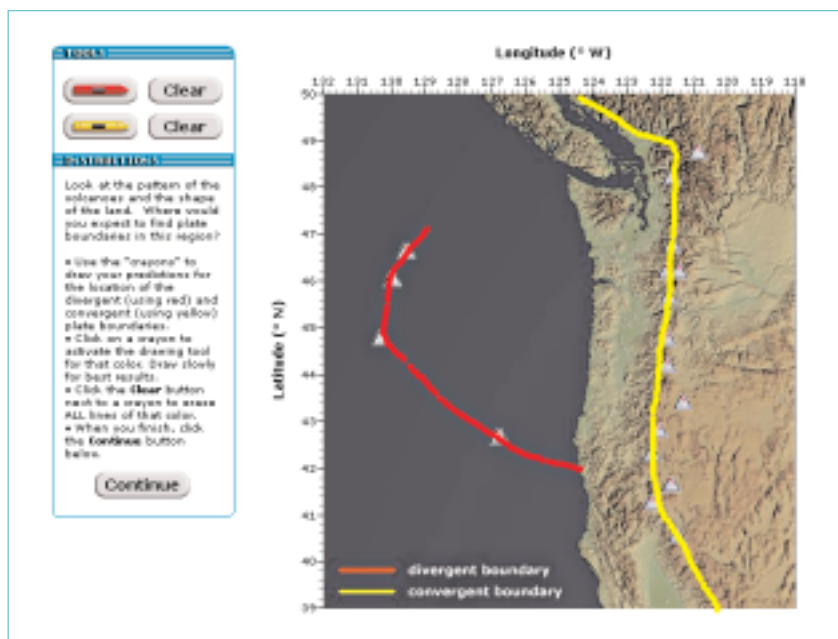 TOOLS
Clear
Clear
INSTRUCTIONS
Look at the pattern of the
volcanoes and the shape
of the land. Where would
you expect to find plate
boundaries in this region?
• Use the "crayons" to
draw your predictions for
the location of the
divergent (using red) and
convergent (using yellow)
plate boundaries.
• Click on a crayon to
activate the drawing tool
for that color. Draw slowly
for best results.
• Click the Clear button
next to a crayon to erase
ALL lines of that color.
• When you finish, click
the Continue button
below.
Continue
Longitude (° W)
132 131 130 129 128 127 126 125 124 123 122 121 120 119 118
Latitude (° N)
50
49
48
47
46
45
44
43
42
41
40
39
divergent boundary
convergent boundary